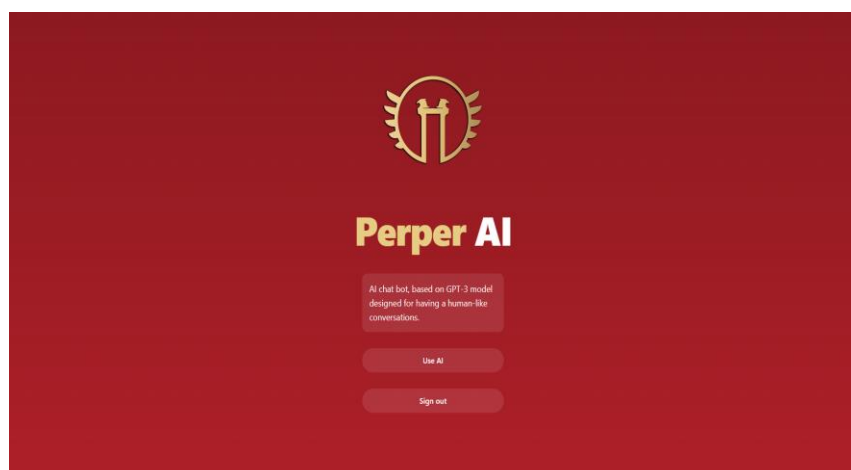 Perper AI
AI chat bot, based on GPT-3 model
designed for having a human-like
conversations.
Use AI
Sign out